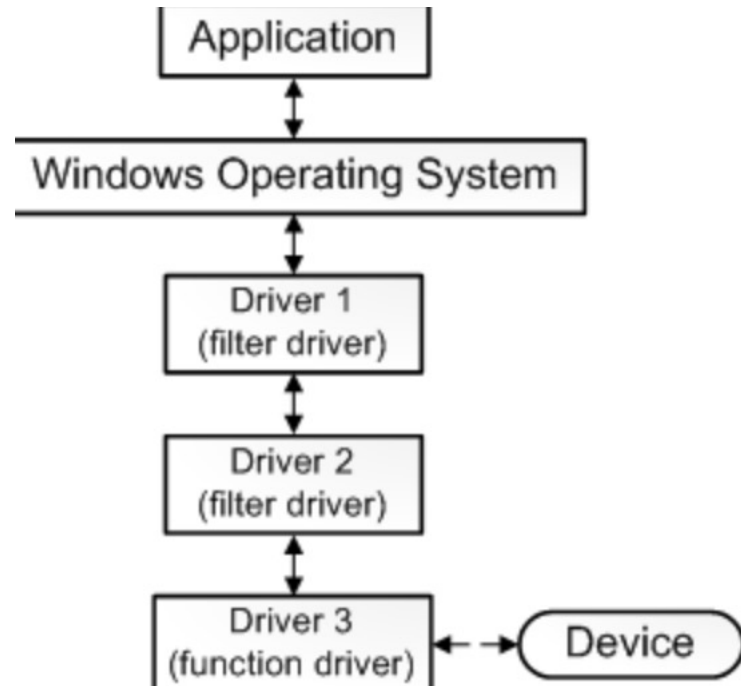 Application
Windows Operating System
Driver 1
(filter driver)
Driver 2
(filter driver)
Driver 3
(function driver)
Device